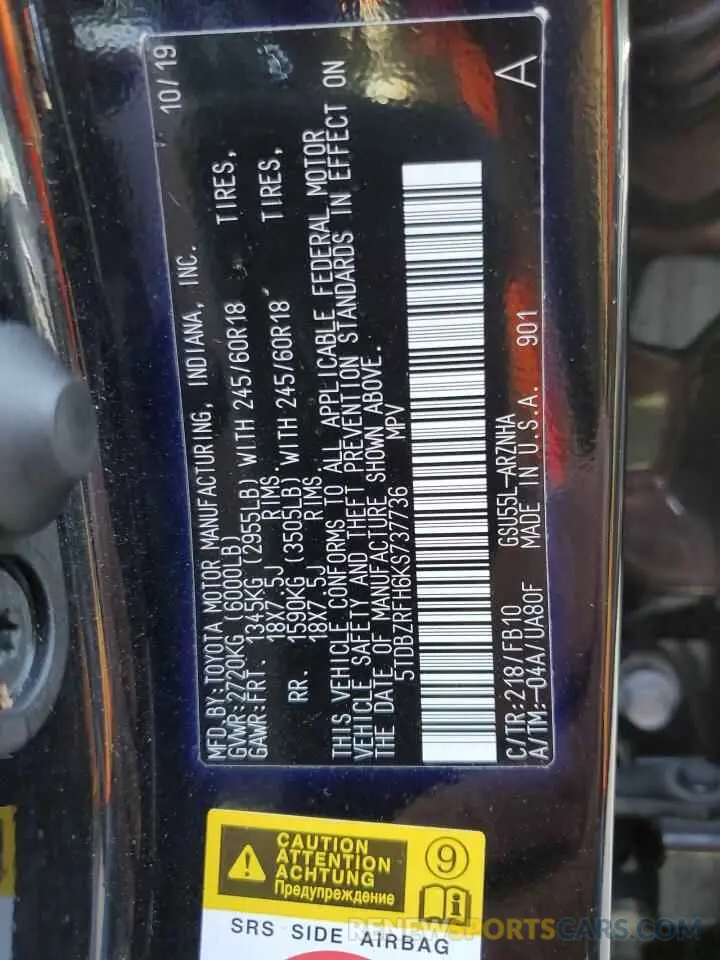 MFD.BY:TOYOTA MOTOR MANUFACTURING, INDIANA, INC. 10/19
GVWR:2720KG (6000LB)
GAWR:FRT. 1345KG (2955LB) WITH 245/60R18 TIRES,
18X7.5J RIMS.
RR. 1590KG (3505LB) WITH 245/60R18 TIRES,
18X7.5J RIMS.
THIS VEHICLE CONFORMS TO ALL APPLICABLE FEDERAL MOTOR
VEHICLE SAFETY AND THEFT PREVENTION STANDARDS IN EFFECT ON
THE DATE OF MANUFACTURE SHOWN ABOVE.
5TDBZRFH6KS737736 MPV
C/TR:218/FB10 GSU55L-ARZNHA
A/TM:-04A/UA80F MADE IN U.S.A. 901 A
CAUTION
ATTENTION
ACHTUNG
Предупреждение
9
i
SRS SIDE AIRBAG
RENEWSPORTSCARS.COM